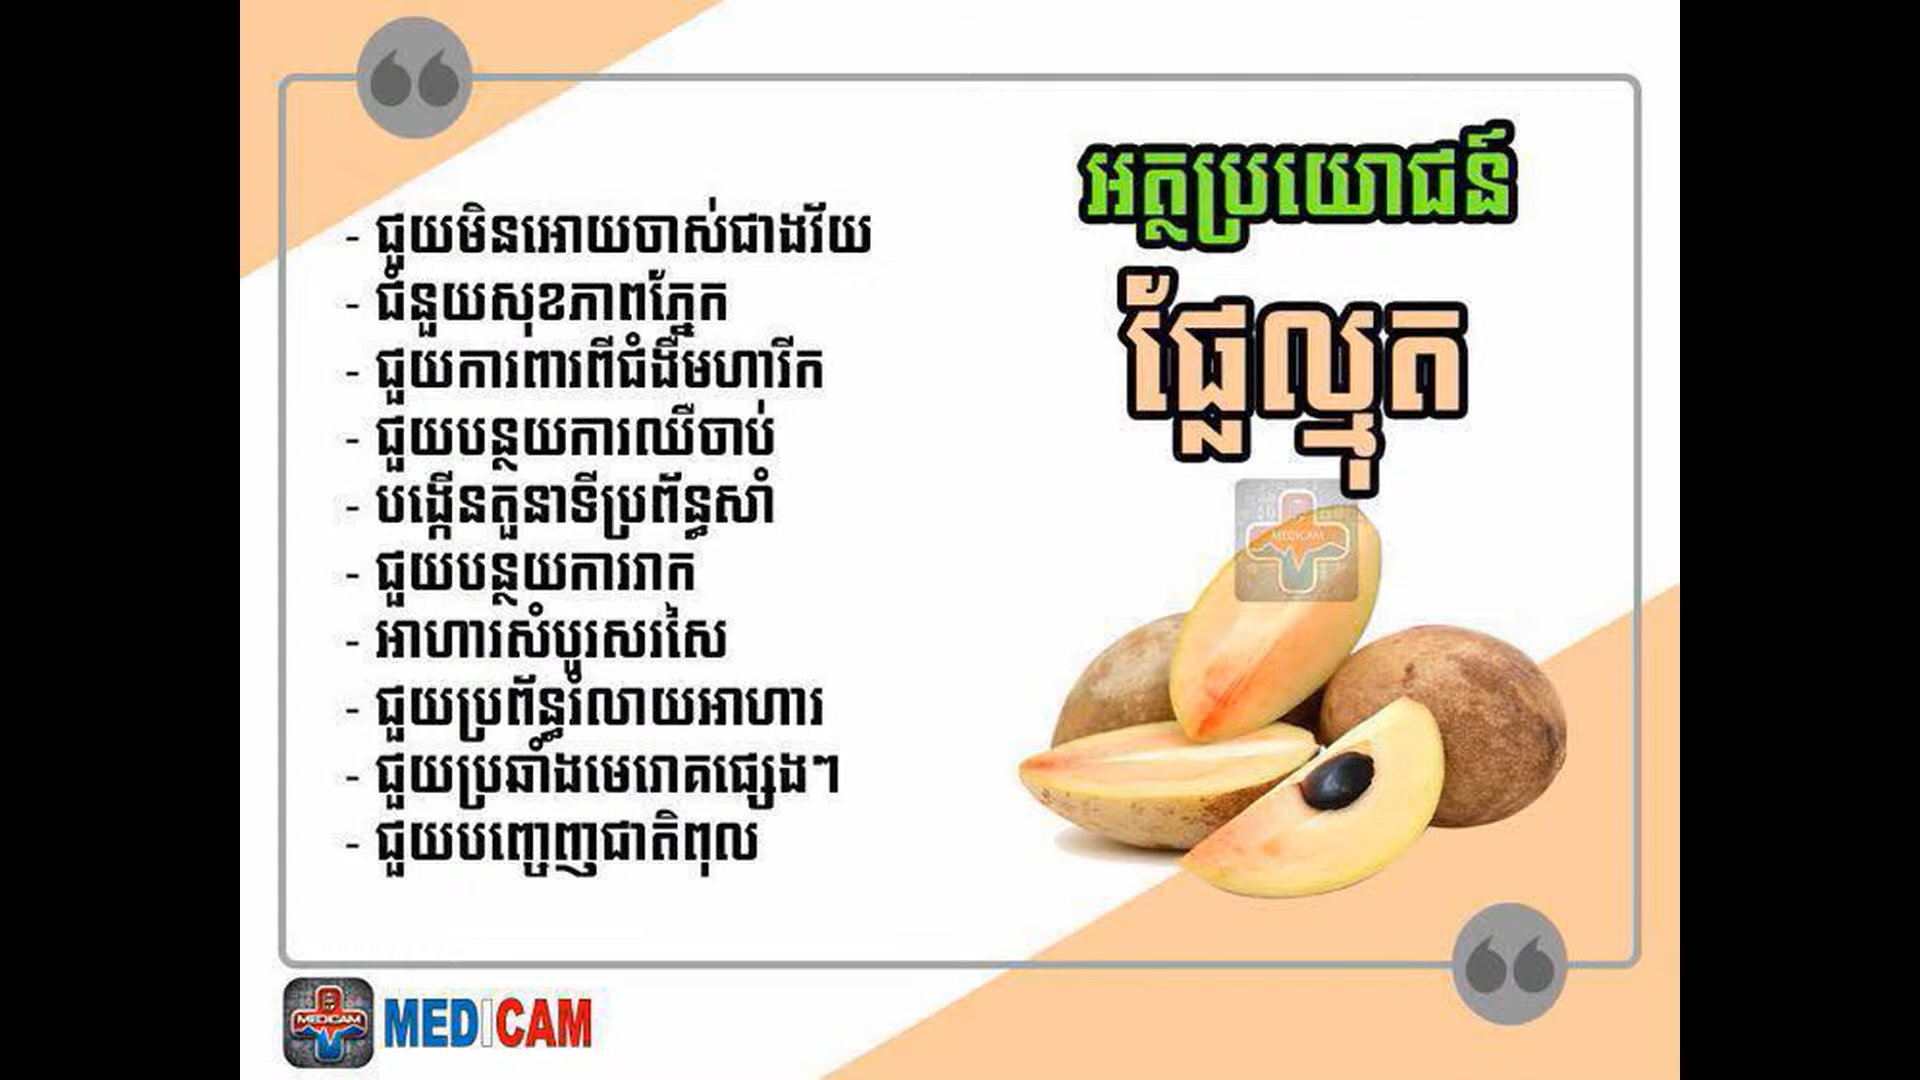 អត្ថប្រយោជន៍
ផ្លែល្មុត
- ជួយមិនអោយចាស់ជាងវ័យ
- ជំនួយសុខភាពភ្នែក
- ជួយការពារពីជំងឺមហារីក
- ជួយបន្ថយការឈឺចាប់
- បង្កើនតួនាទីប្រព័ន្ធសាំ
- ជួយបន្ថយការរាក
- អាហារសំបូរសរសៃ
- ជួយប្រព័ន្ធរំលាយអាហារ
- ជួយប្រឆាំងមេរោគផ្សេងៗ
- ជួយបញ្ចេញជាតិពុល
MEDICAM
MEDICAM
MEDICAM